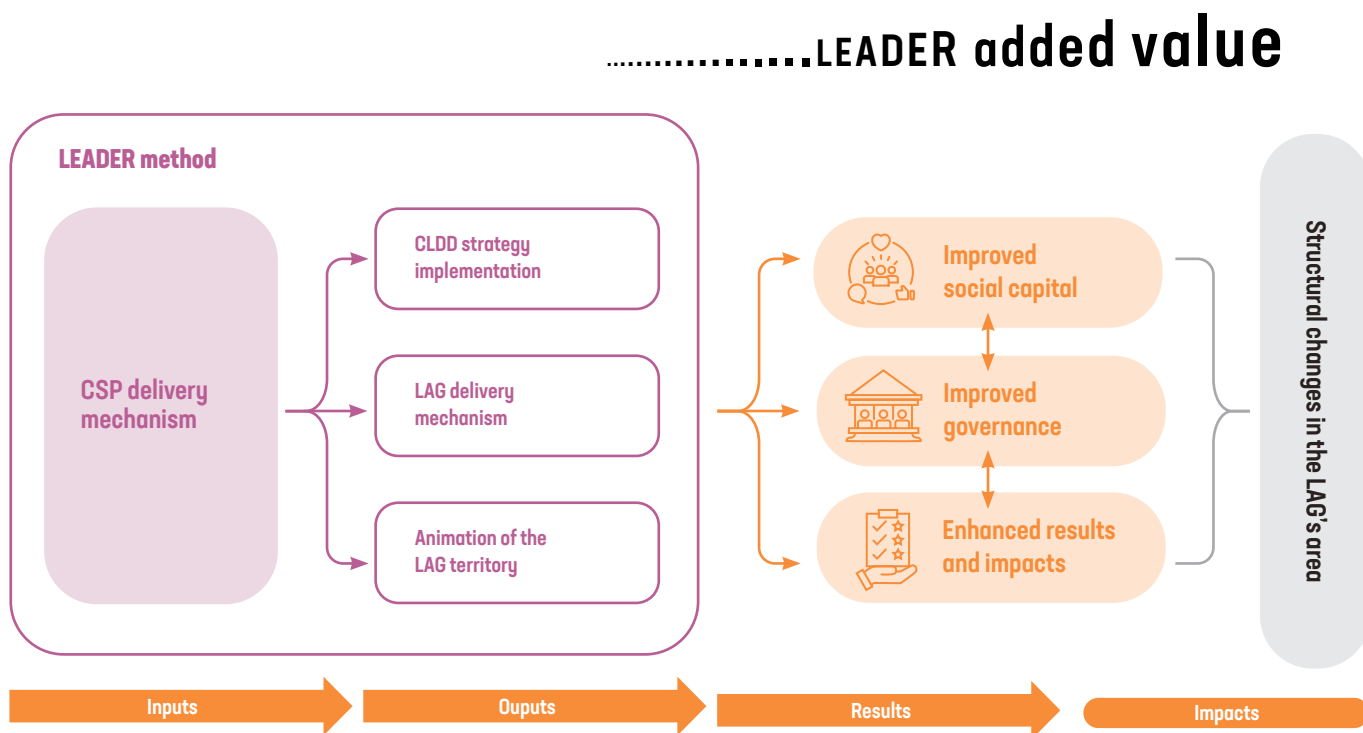 ................LEADER added value
LEADER method
CSP delivery
mechanism
CLDD strategy
implementation
LAG delivery
mechanism
Animation of the
LAG territory
Improved
social capital
Improved
governance
Enhanced results
and impacts
Structural changes in the LAG's area
Inputs
Ouputs
Results
Impacts